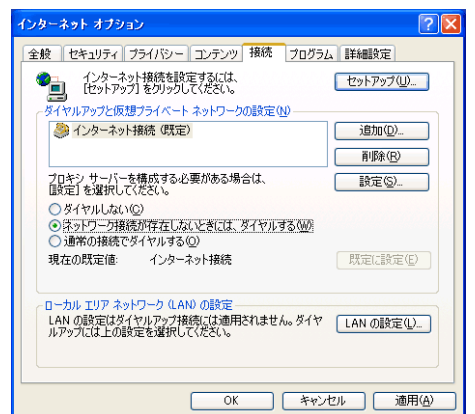 インターネット オプション
全般 セキュリティ プライバシー コンテンツ 接続 プログラム 詳細設定
インターネット接続を設定するには、
[セットアップ] をクリックしてください。
セットアップ(U)...
ダイヤルアップと仮想プライベート ネットワークの設定(N)
インターネット接続 (既定)
追加(D)...
削除(R)
プロキシ サーバーを構成する必要がある場合は、
[設定] を選択してください。
設定(S)...
ダイヤルしない(C)
ネットワーク接続が存在しないときには、ダイヤルする(W)
通常の接続でダイヤルする(O)
現在の既定値: インターネット接続
既定に設定(E)
ローカル エリア ネットワーク (LAN) の設定
LAN の設定はダイヤルアップ接続には適用されません。ダイヤ
ルアップには上の設定を選択してください。
LAN の設定(L)...
OK キャンセル 適用(A)